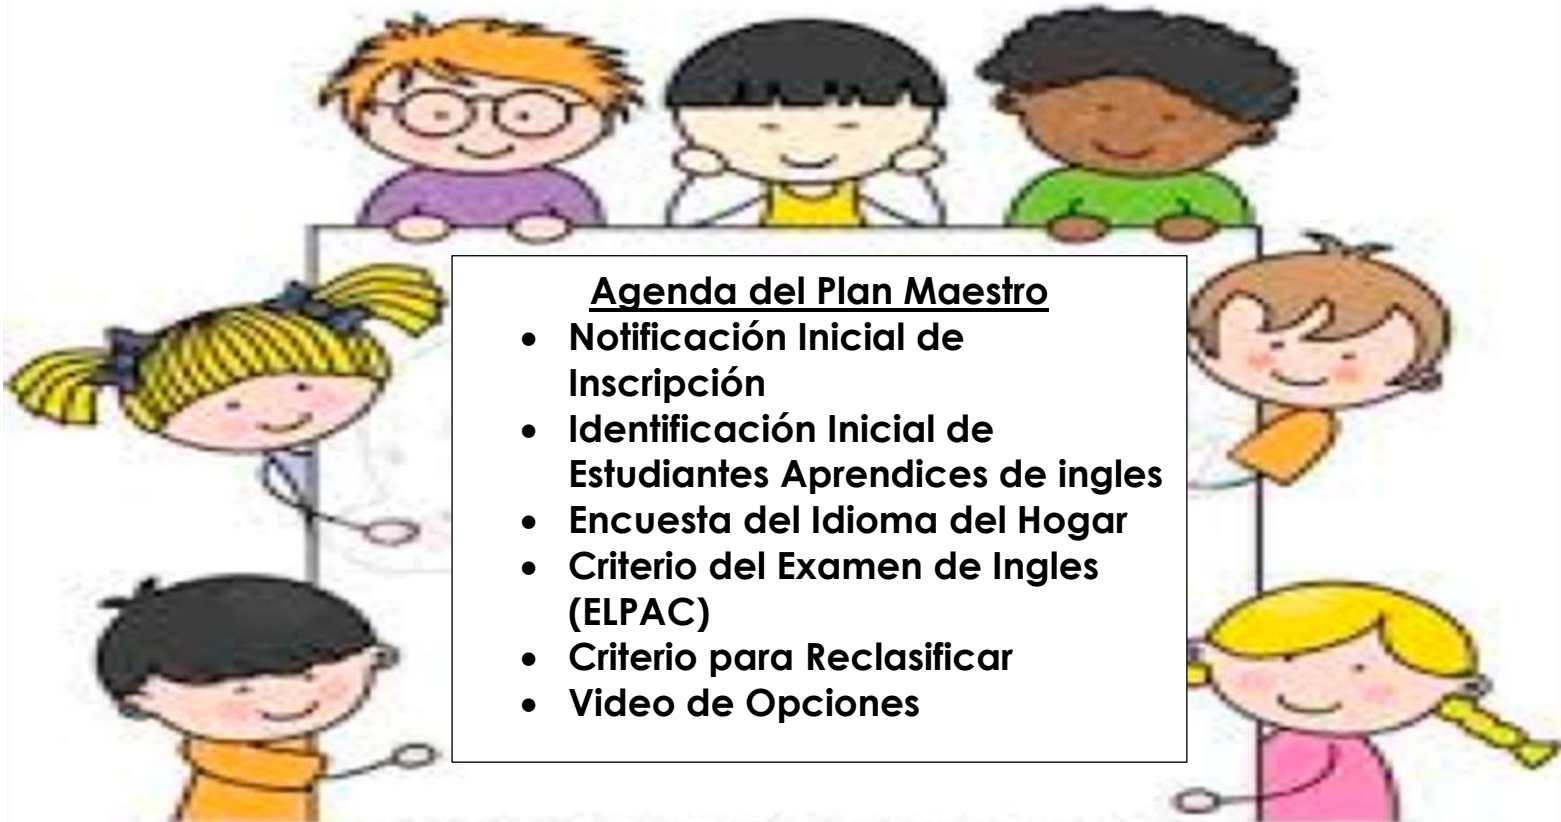 Agenda del Plan Maestro
• Notificación Inicial de
Inscripción
• Identificación Inicial de
Estudiantes Aprendices de ingles
• Encuesta del Idioma del Hogar
• Criterio del Examen de Ingles
(ELPAC)
• Criterio para Reclasificar
• Video de Opciones